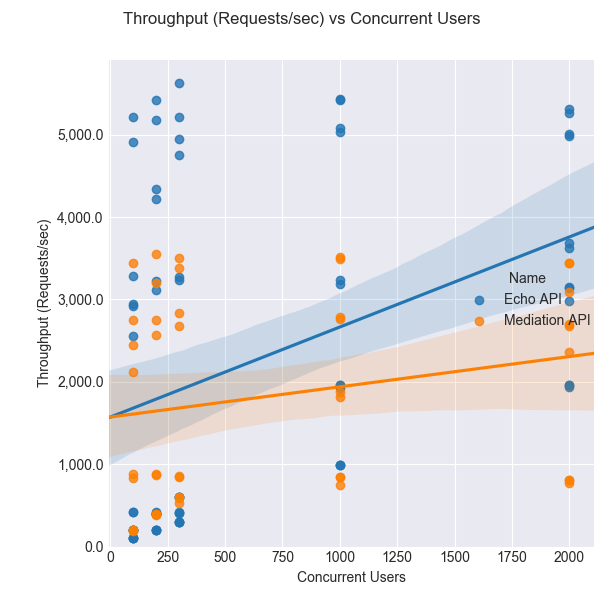 Throughput (Requests/sec) vs Concurrent Users
Throughput (Requests/sec)
5,000.0
4,000.0
3,000.0
2,000.0
1,000.0
0.0
Name
Echo API
Mediation API
0 250 500 750 1000 1250 1500 1750 2000
Concurrent Users